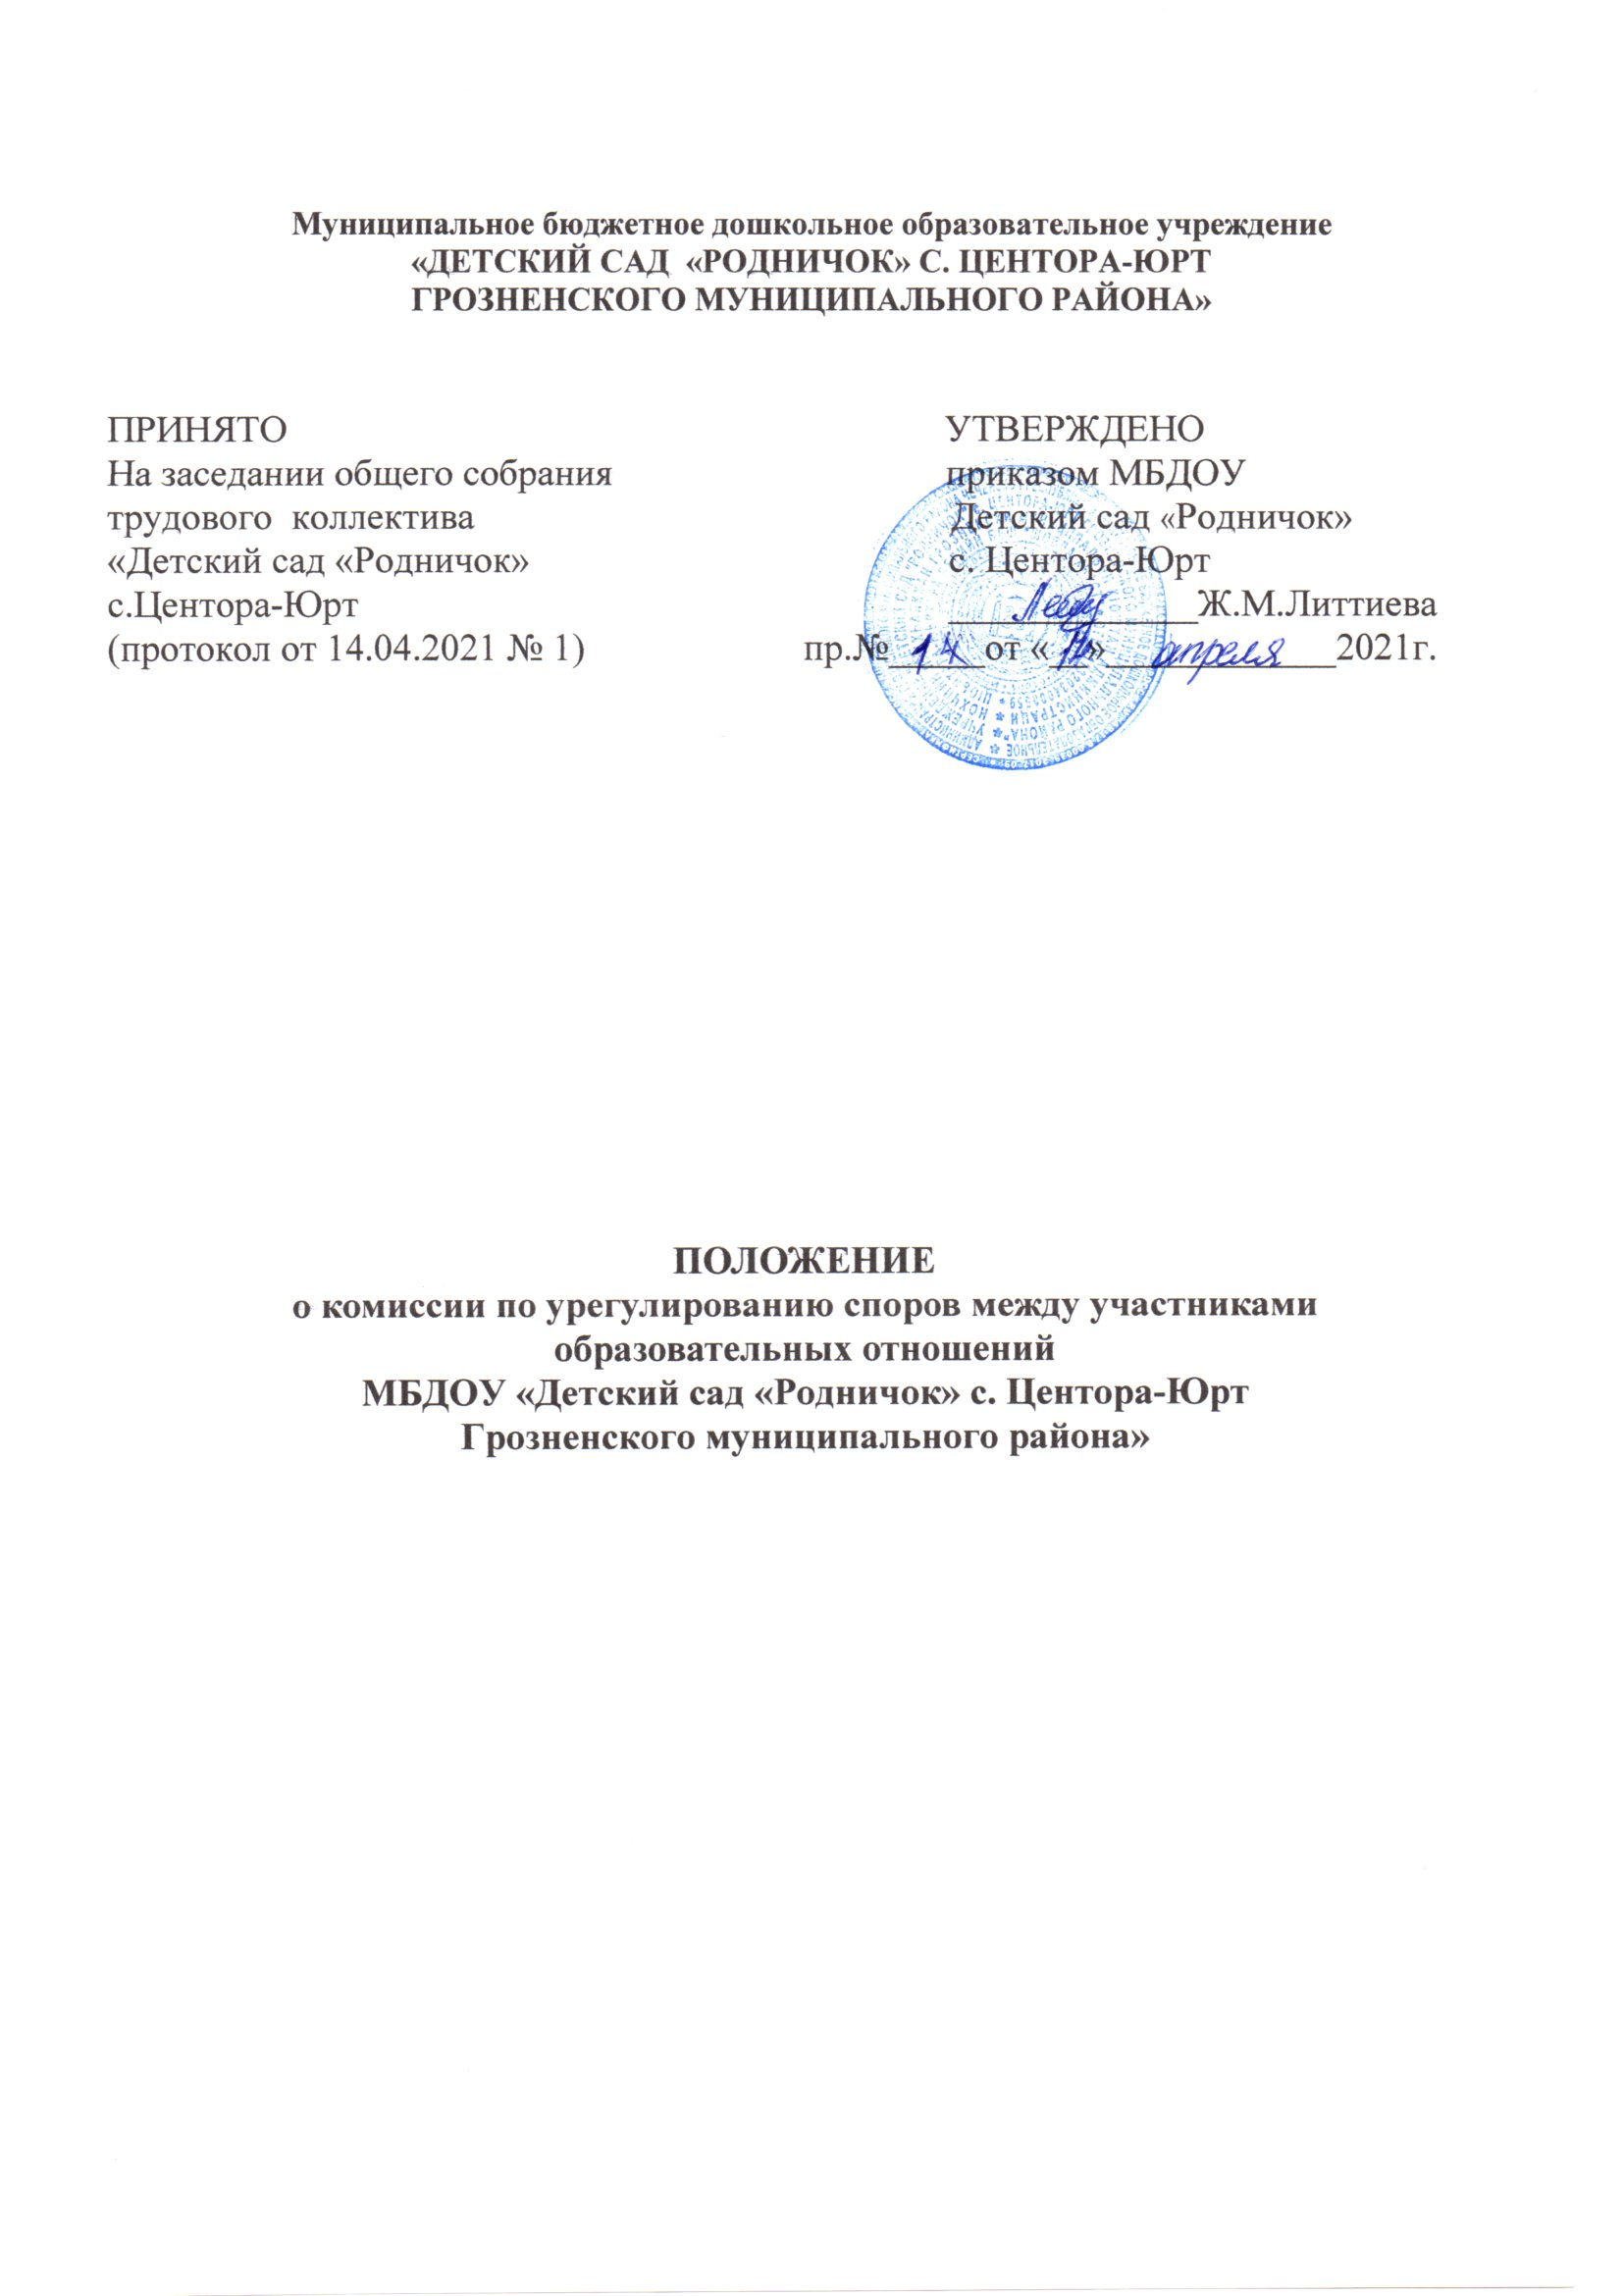 Муниципальное бюджетное дошкольное образовательное учреждение
«ДЕТСКИЙ САД «РОДНИЧОК» С. ЦЕНТОРА-ЮРТ
ГРОЗНЕНСКОГО МУНИЦИПАЛЬНОГО РАЙОНА»
ПРИНЯТО
На заседании общего собрания
трудового коллектива
«Детский сад «Родничок»
с.Центора-Юрт
(протокол от 14.04.2021 № 1)
УТВЕРЖДЕНО
приказом МБДОУ
Детский сад «Родничок»
с. Центора-Юрт
Ж.М.Литтиева
пр.№ 14 от « » апреля 2021г.
ПОЛОЖЕНИЕ
о комиссии по урегулированию споров между участниками
образовательных отношений
МБДОУ «Детский сад «Родничок» с. Центора-Юрт
Грозненского муниципального района»